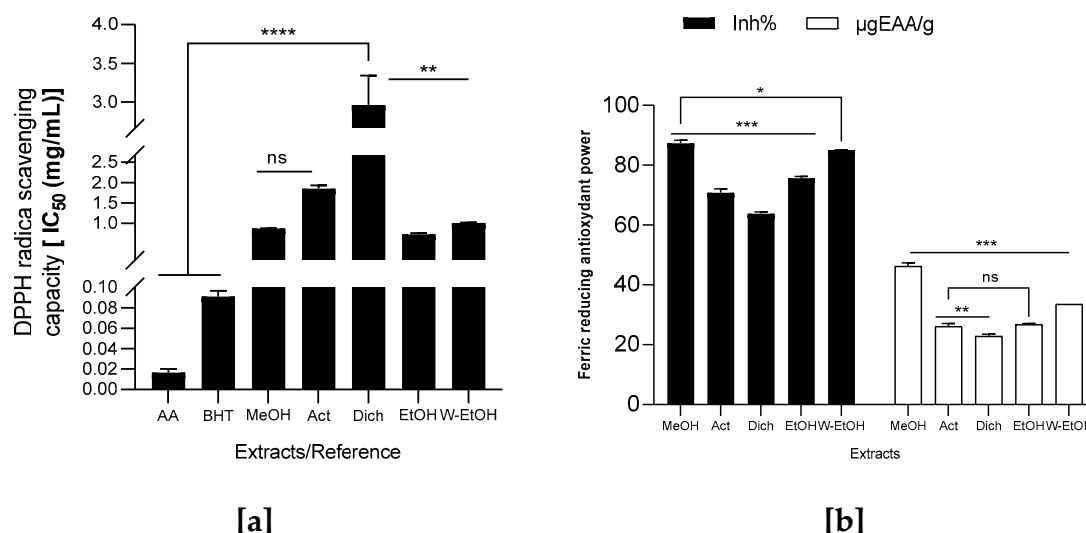 DPPH radica scavenging
capacity [ IC50 (mg/mL)]
4.0
3.5
3.0
2.5
2.0
1.5
1.0
0.10
0.08
0.06
0.04
0.02
0.00
****
**
ns
AA BHT MeOH Act Dich EtOH W-EtOH
Extracts/Reference
[a]
Inh% µgEAA/g
Ferric reducing antioxydant power
100
80
60
40
20
0
*
***
***
ns
**
MeOH Act Dich EtOH W-EtOH MeOH Act Dich EtOH W-EtOH
Extracts
[b]